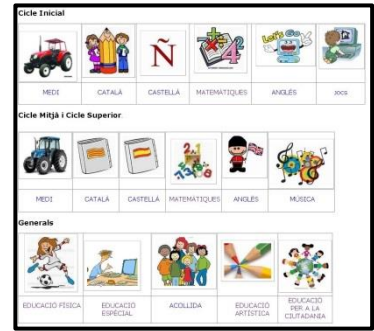 Cicle Inicial
Ñ
Let's Go
MEDI CATALÀ CASTELLÀ MATEMÀTIQUES ANGLÈS Jocs
Cicle Mitjà i Cicle Superior.
MEDI CATALÀ CASTELLÀ MATEMÀTIQUES ANGLÈS MÚSICA
Generals
EDUCACIÓ FÍSICA EDUCACIÓ ESPECIAL ACOLLIDA EDUCACIÓ ARTÍSTICA EDUCACIÓ PER A LA CIUTADANIA